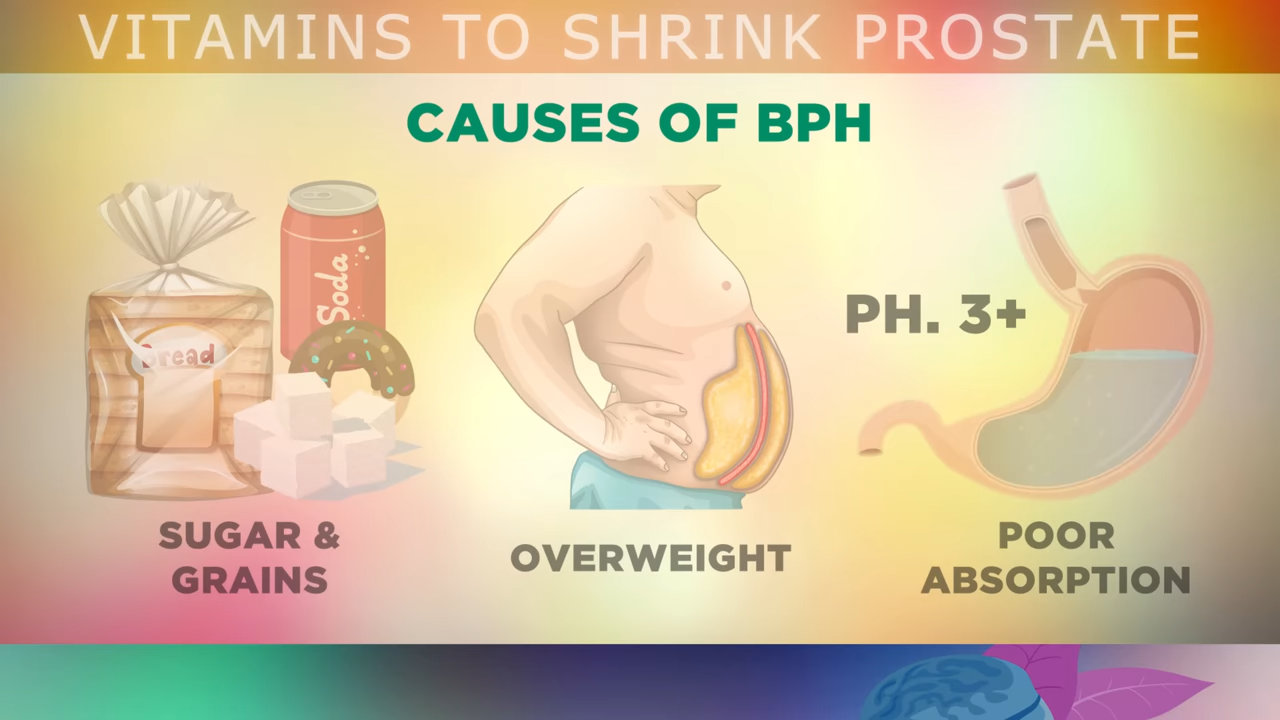 VITAMINS TO SHRINK PROSTATE
CAUSES OF BPH
Soda
Bread
PH. 3+
SUGAR &
GRAINS
OVERWEIGHT
POOR
ABSORPTION